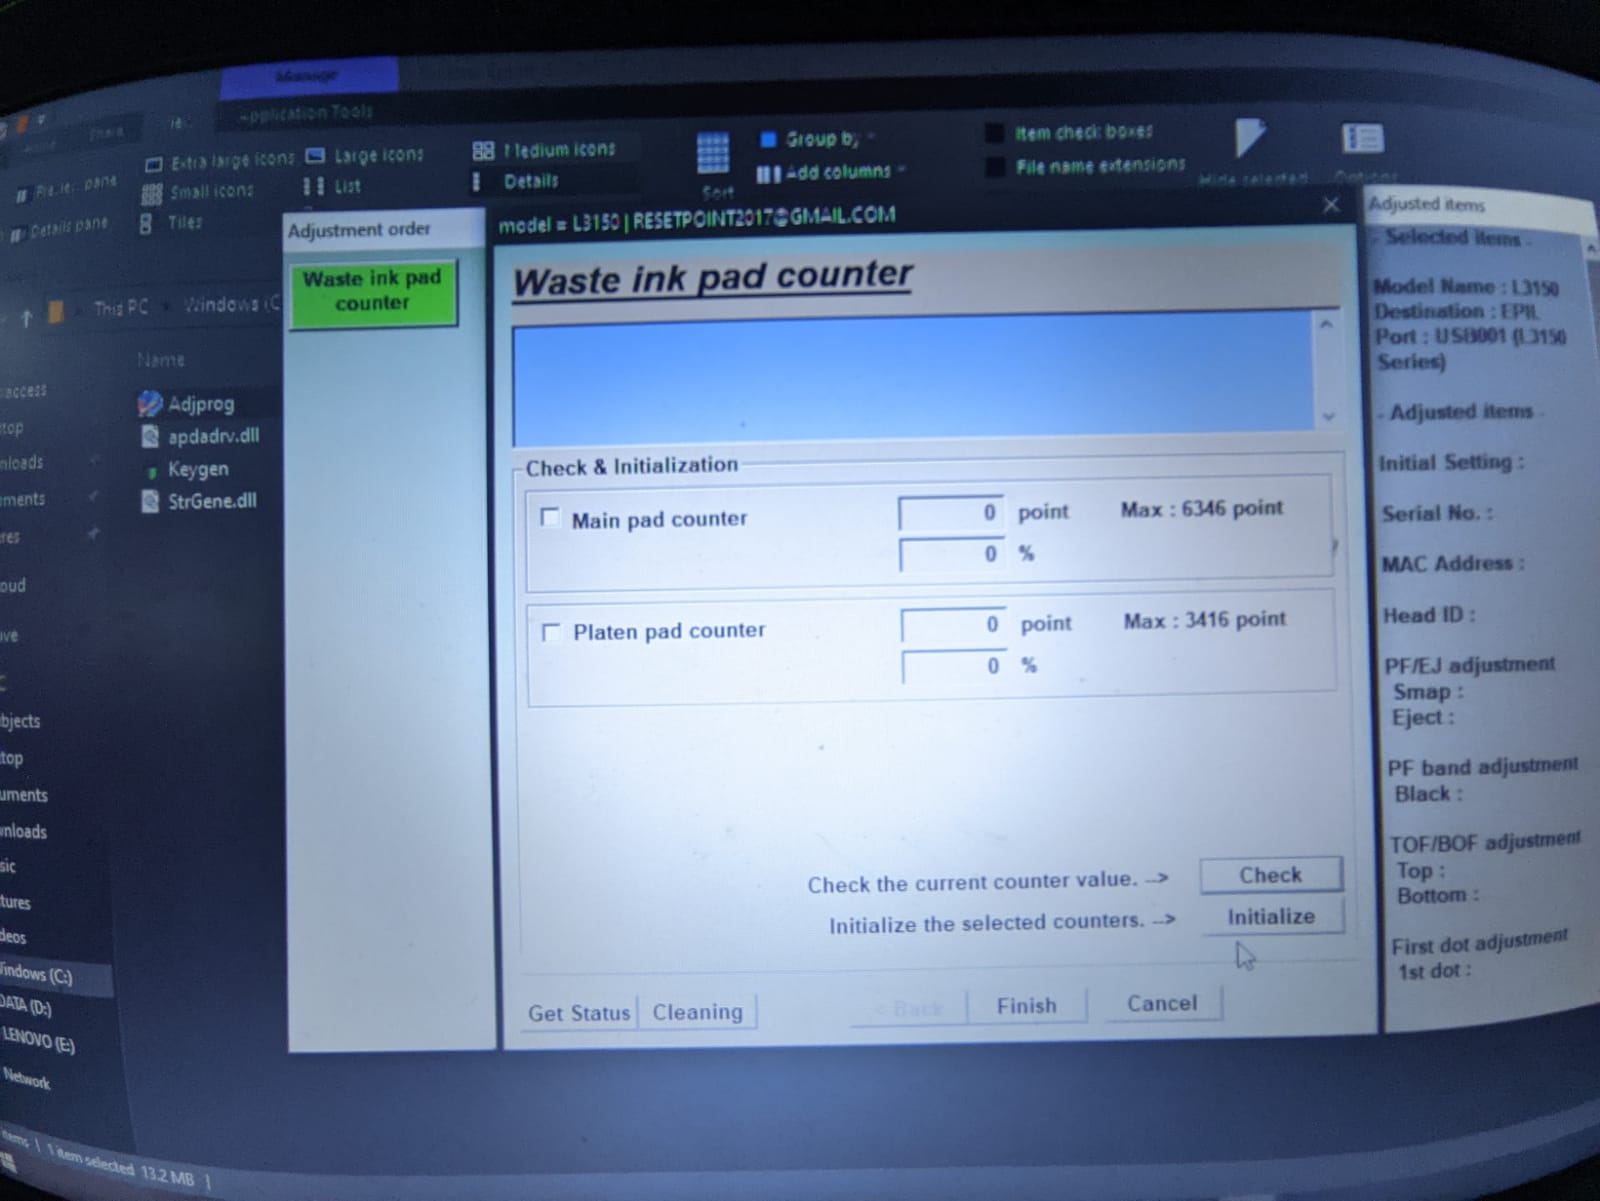 Manage
Application Tools
Extra large icons
Large icons
Medium icons
Small icons
List
Details
Tiles
Details pane
Sort
Group by
Add columns
Item check boxes
File name extensions
Hide selected
Options
This PC
Windows (C
Name
Adjprog
apdadrv.dll
Keygen
StrGene.dll
access
top
nloads
uments
res
oud
ive
bjects
top
uments
wnloads
sic
tures
deos
Windows (C:)
DATA (D:)
LENOVO (E:)
Network
items | 1 item selected 13.2 MB |
Adjustment order
Waste ink pad
counter
model = L3150 | RESETPOINT2017@GMAIL.COM
Waste ink pad counter
Check & Initialization
Main pad counter
0 point Max : 6346 point
0 %
Platen pad counter
0 point Max : 3416 point
0 %
Check the current counter value. --> Check
Initialize the selected counters. --> Initialize
Get Status Cleaning < Back Finish Cancel
Adjusted items
- Selected items -
Model Name : L3150
Destination : EPIL
Port : USB001 (L3150
Series)
- Adjusted items -
Initial Setting :
Serial No. :
MAC Address :
Head ID :
PF/EJ adjustment
Smap :
Eject :
PF band adjustment
Black :
TOF/BOF adjustment
Top :
Bottom :
First dot adjustment
1st dot :